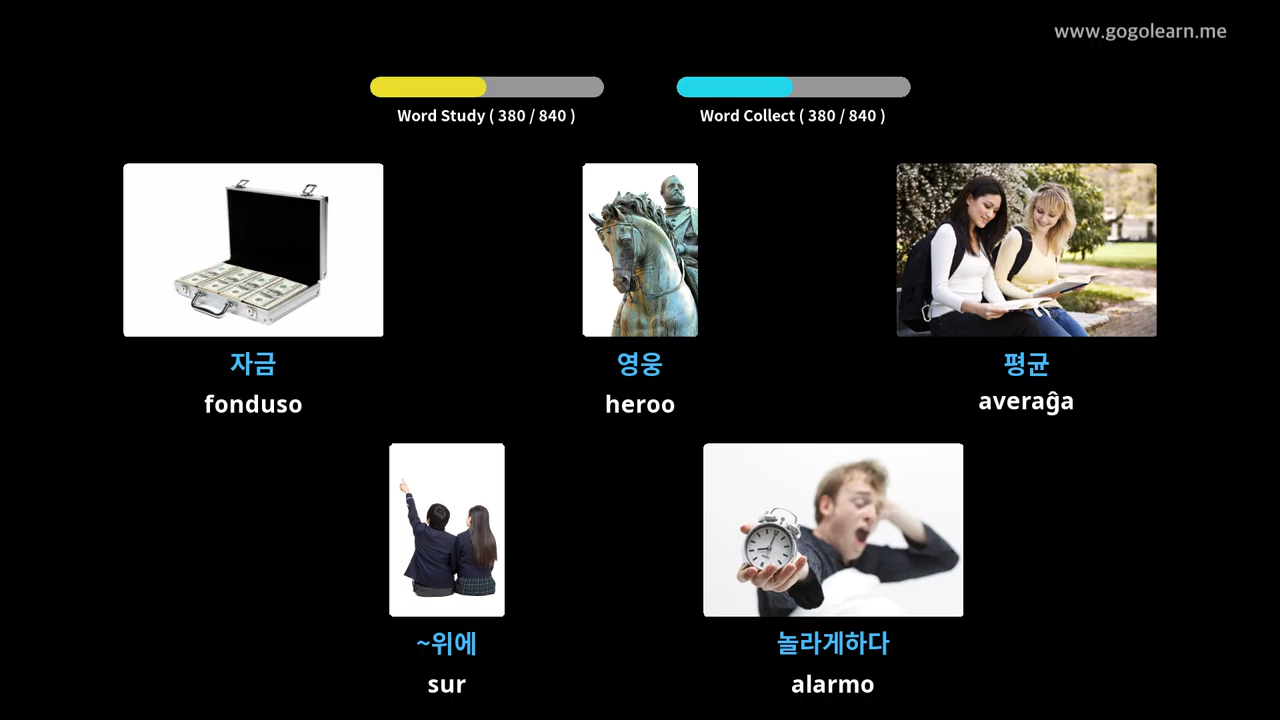 www.gogolearn.me
Word Study ( 380 / 840 )
Word Collect ( 380 / 840 )
자금
fonduso
영웅
heroo
평균
averaĝa
~위에
sur
놀라게하다
alarmo